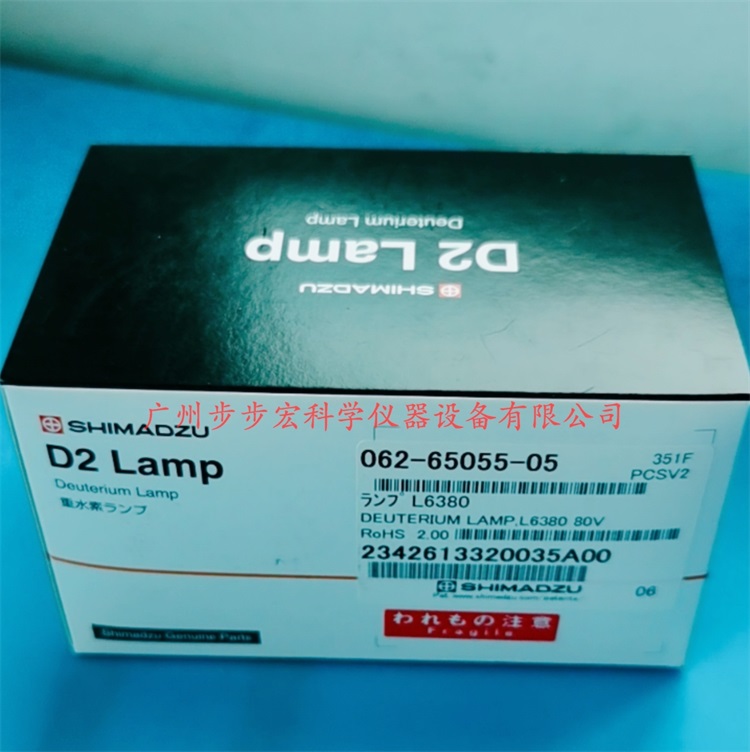 Deuterium Lamp
D2 Lamp
SHIMADZU
广州步步宏科学仪器设备有限公司
SHIMADZU
D2 Lamp
Deuterium Lamp
重水素ランプ
Shimadzu Genuine Parts
062-65055-05
351F
PCSV2
ランプ L6380
DEUTERIUM LAMP,L6380 80V
RoHS 2.00
2342613320035A00
SHIMADZU
06
われもの注意
Fragile